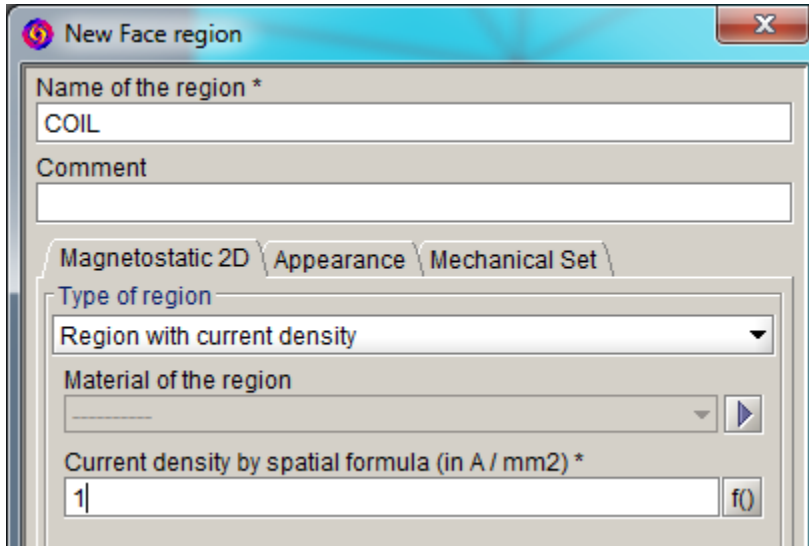 New Face region
Name of the region *
COIL
Comment
Magnetostatic 2D Appearance Mechanical Set
Type of region
Region with current density
Material of the region
----------
Current density by spatial formula (in A / mm2) *
1 f()